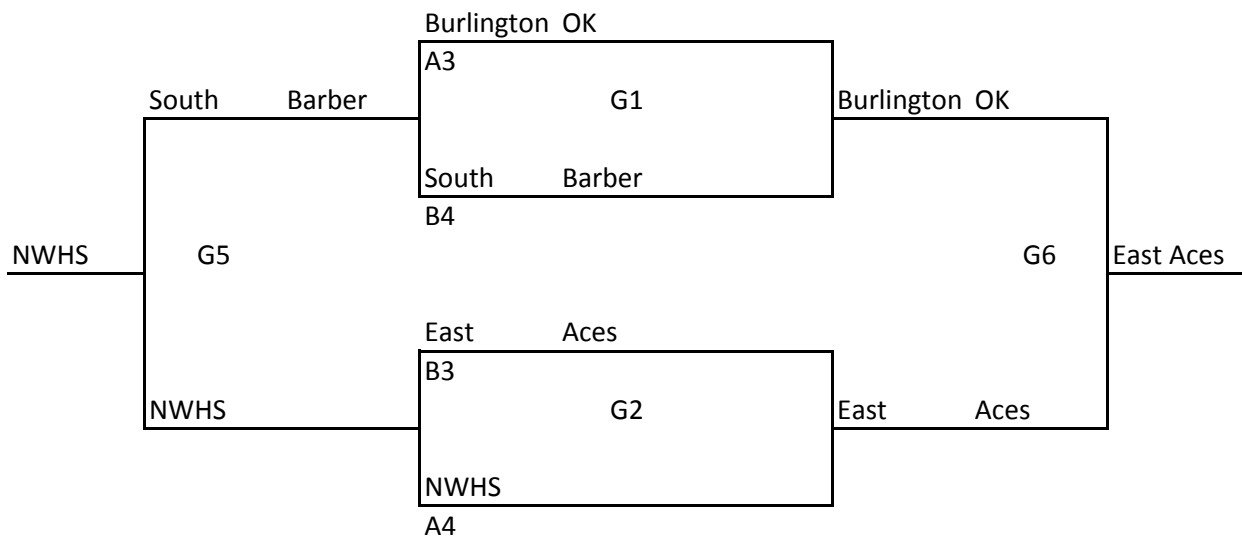 Burlington OK
A3
South Barber G1 Burlington OK
South Barber
B4
NWHS G5 G6 East Aces
East Aces
B3
NWHS G2 East Aces
NWHS
A4